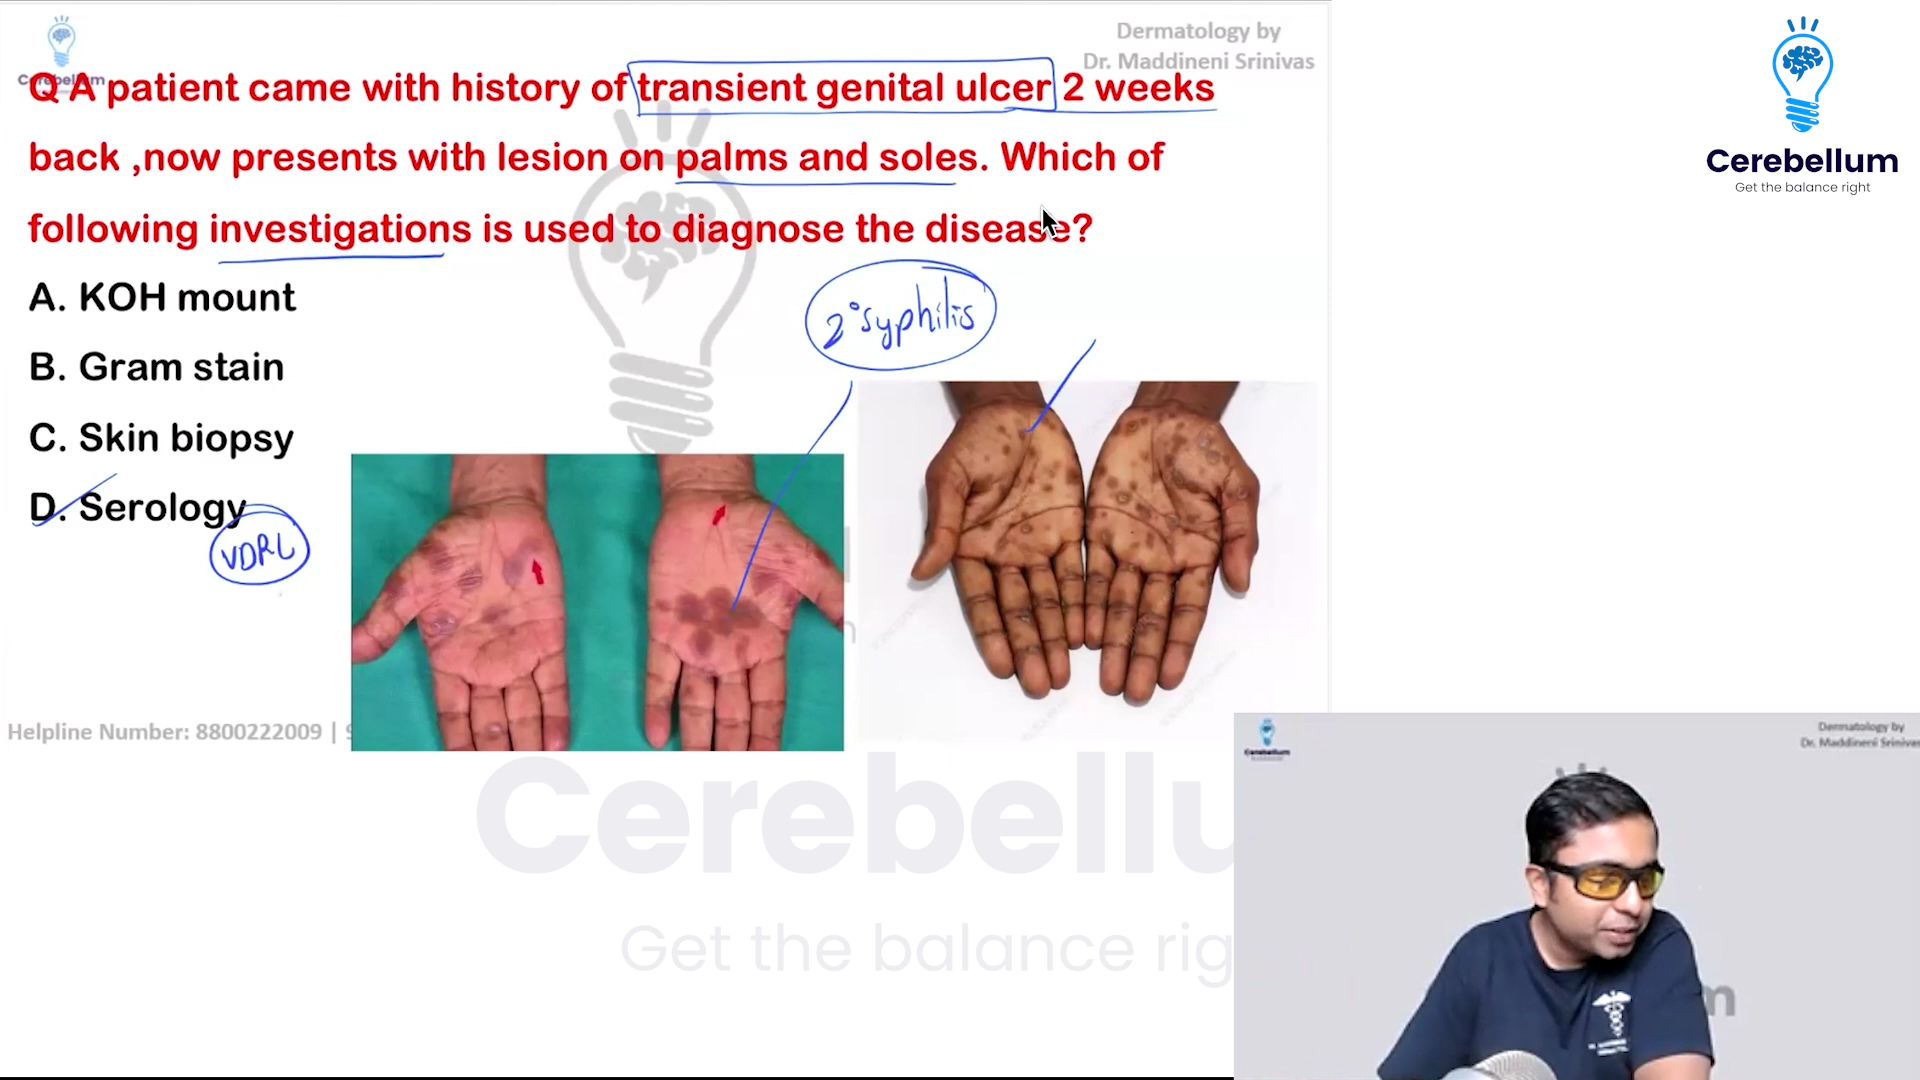 Cerebellum
Dermatology by
Dr. Maddineni Srinivas
Q A patient came with history of transient genital ulcer 2 weeks
back ,now presents with lesion on palms and soles. Which of
following investigations is used to diagnose the disease?
A. KOH mount
B. Gram stain
C. Skin biopsy
D. Serology
VDRL
2° syphilis
Helpline Number: 8800222009 |
Cerebellum
Get the balance right
Cerebellu
Get the balance rig
Cerebellum
Dermatology by
Dr. Maddineni Srinivas
m